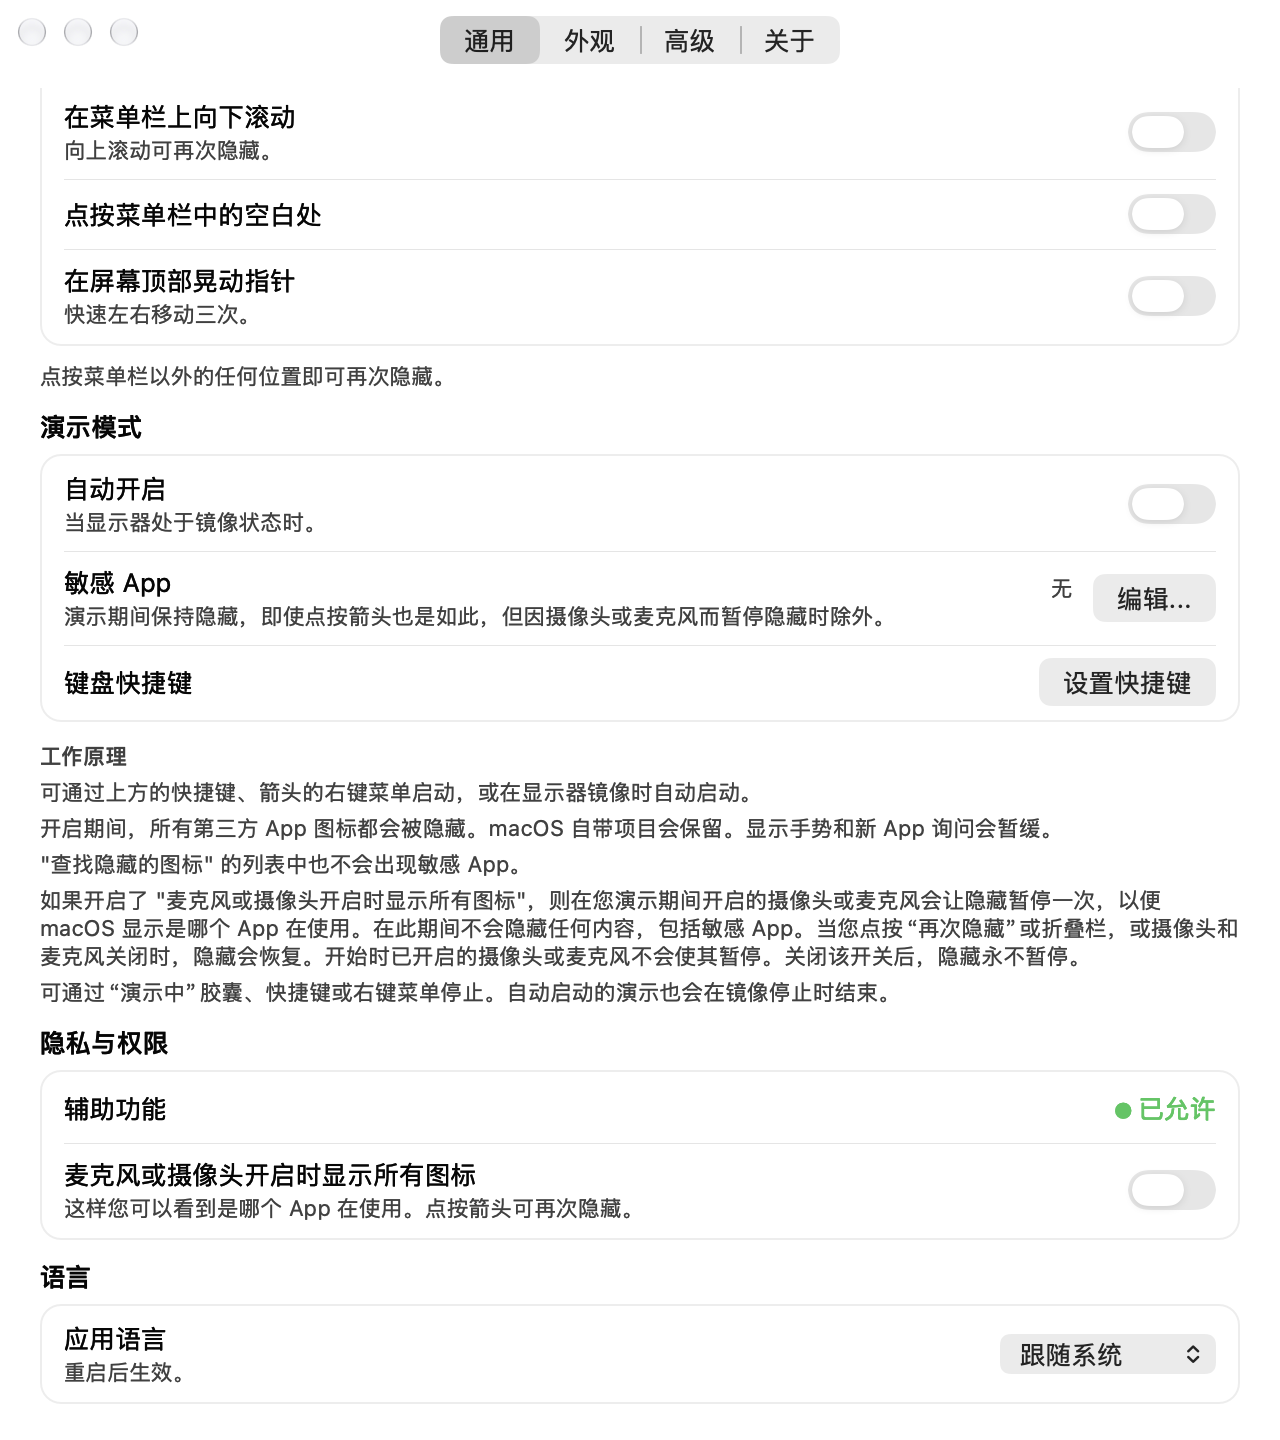 通用
外观
高级
关于
在菜单栏上向下滚动
向上滚动可再次隐藏。
点按菜单栏中的空白处
在屏幕顶部晃动指针
快速左右移动三次。
点按菜单栏以外的任何位置即可再次隐藏。
演示模式
自动开启
当显示器处于镜像状态时。
敏感 App
无
编辑...
演示期间保持隐藏，即使点按箭头也是如此，但因摄像头或麦克风而暂停隐藏时除外。
键盘快捷键
设置快捷键
工作原理
可通过上方的快捷键、箭头的右键菜单启动，或在显示器镜像时自动启动。
开启期间，所有第三方 App 图标都会被隐藏。macOS 自带项目会保留。显示手势和新 App 询问会暂缓。
"查找隐藏的图标" 的列表中也不会出现敏感 App。
如果开启了 "麦克风或摄像头开启时显示所有图标"，则在您演示期间开启的摄像头或麦克风会让隐藏暂停一次，以便
macOS 显示是哪个 App 在使用。在此期间不会隐藏任何内容，包括敏感 App。当您点按“再次隐藏”或折叠栏，或摄像头和
麦克风关闭时，隐藏会恢复。开始时已开启的摄像头或麦克风不会使其暂停。关闭该开关后，隐藏永不暂停。
可通过“演示中”胶囊、快捷键或右键菜单停止。自动启动的演示也会在镜像停止时结束。
隐私与权限
辅助功能
已允许
麦克风或摄像头开启时显示所有图标
这样您可以看到是哪个 App 在使用。点按箭头可再次隐藏。
语言
应用语言
重启后生效。
跟随系统